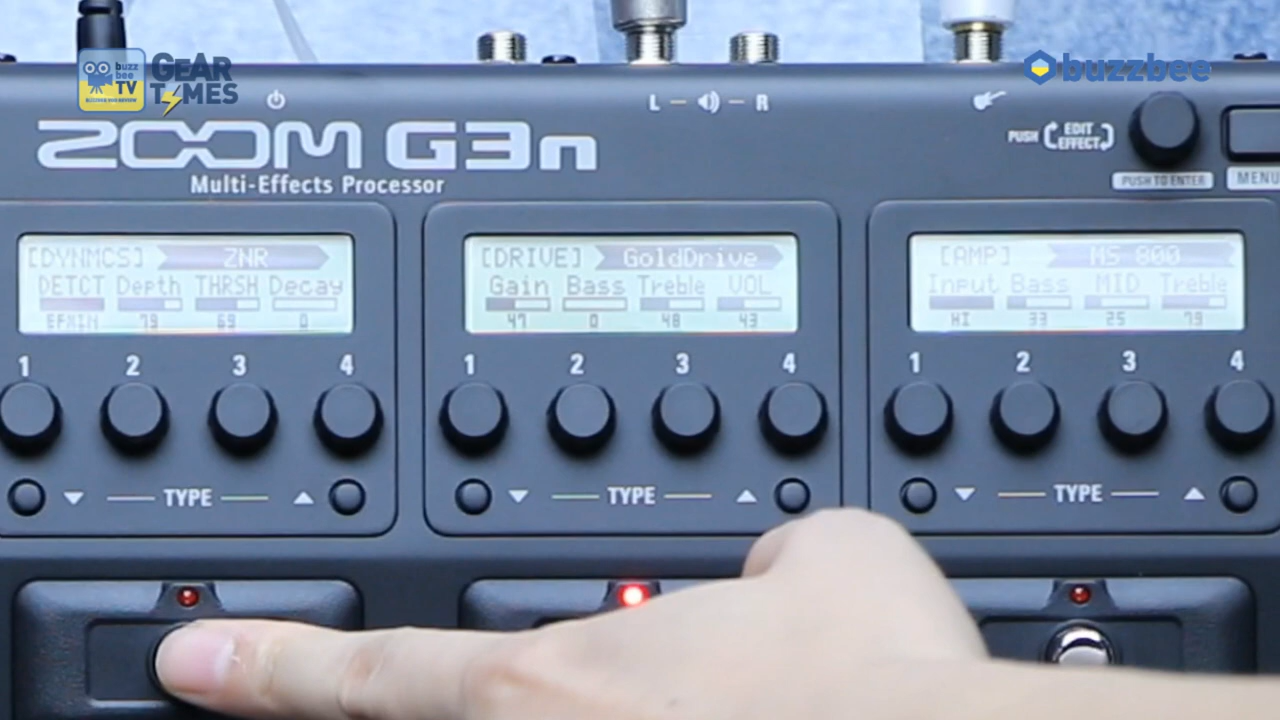 buzz
bee
TV
GEAR
TIMES
buzzbee
L
R
ZOOM G3n
Multi-Effects Processor
PUSH
EDIT
EFFECT
PUSH TO ENTER
MENU
[DYNMCS] ZNR
DETCT Depth THRSH Decay
EFXIN 79 69 0
[DRIVE] GoldDrive
Gain Bass Treble VOL
47 0 48 43
[AMP] MS 800
Input Bass MID Treble
HI 33 25 79
1 2 3 4
1 2 3 4
1 2 3 4
TYPE
TYPE
TYPE